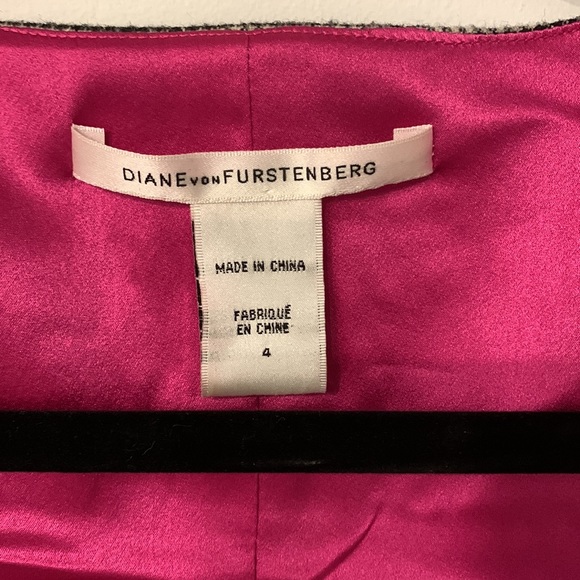 DIANE VON FURSTENBERG
MADE IN CHINA
FABRIQUÉ
EN CHINE
4